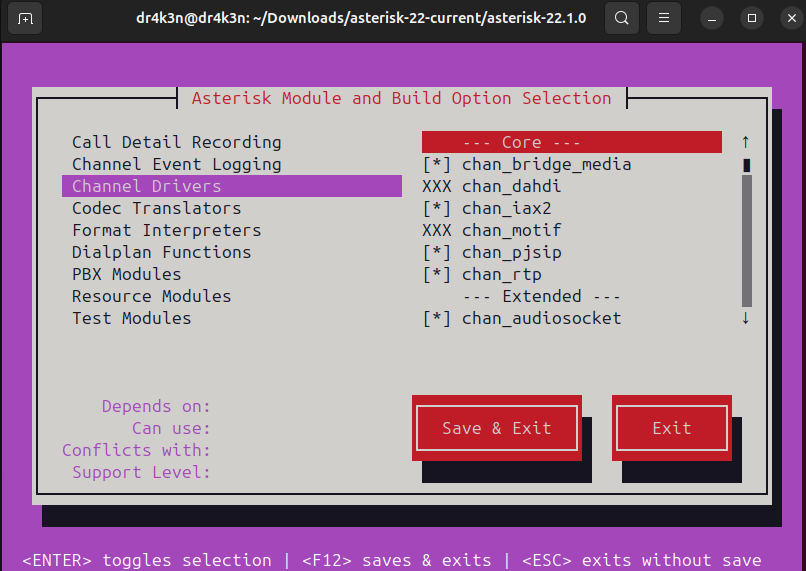 dr4k3n@dr4k3n: ~/Downloads/asterisk-22-current/asterisk-22.1.0
Asterisk Module and Build Option Selection
Call Detail Recording
Channel Event Logging
Channel Drivers
Codec Translators
Format Interpreters
Dialplan Functions
PBX Modules
Resource Modules
Test Modules
--- Core ---
[*] chan_bridge_media
XXX chan_dahdi
[*] chan_iax2
XXX chan_motif
[*] chan_pjsip
[*] chan_rtp
--- Extended ---
[*] chan_audiosocket
Depends on:
Can use:
Conflicts with:
Support Level:
Save & Exit
Exit
<ENTER> toggles selection | <F12> saves & exits | <ESC> exits without save